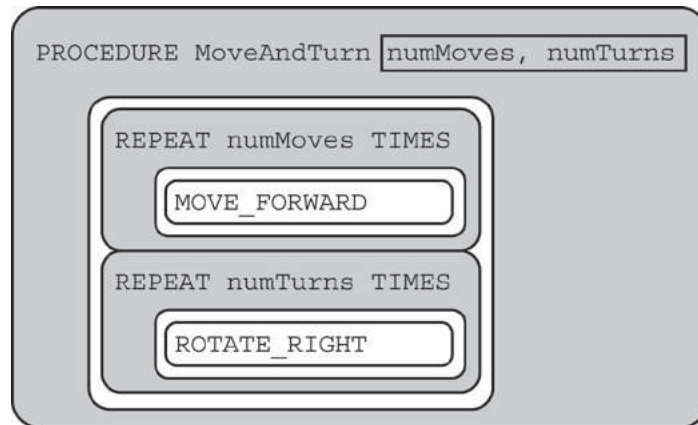 PROCEDURE MoveAndTurn numMoves, numTurns
REPEAT numMoves TIMES
MOVE_FORWARD
REPEAT numTurns TIMES
ROTATE_RIGHT